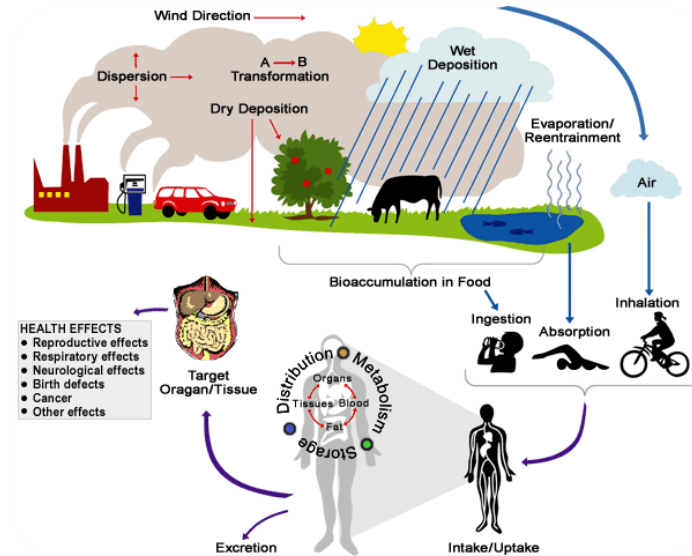 Wind Direction
Dispersion
A → B
Transformation
Dry Deposition
Wet
Deposition
Evaporation/
Reentrainment
Air
Bioaccumulation in Food
Ingestion
Absorption
Inhalation
HEALTH EFFECTS
● Reproductive effects
● Respiratory effects
● Neurological effects
● Birth defects
● Cancer
● Other effects
Target
Oragan/Tissue
Distribution
Metabolism
Storage
Organs
Tissues
Blood
Fat
Excretion
Intake/Uptake